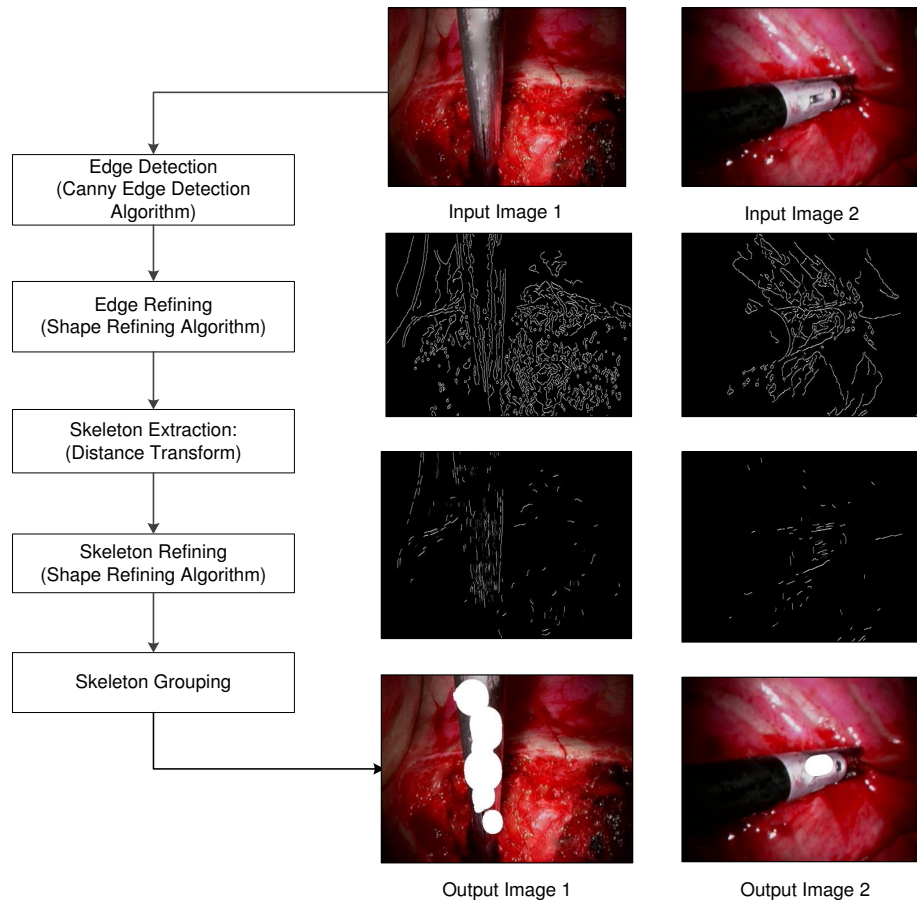 Edge Detection
(Canny Edge Detection
Algorithm)
Edge Refining
(Shape Refining Algorithm)
Skeleton Extraction:
(Distance Transform)
Skeleton Refining
(Shape Refining Algorithm)
Skeleton Grouping
Input Image 1
Input Image 2
Output Image 1
Output Image 2